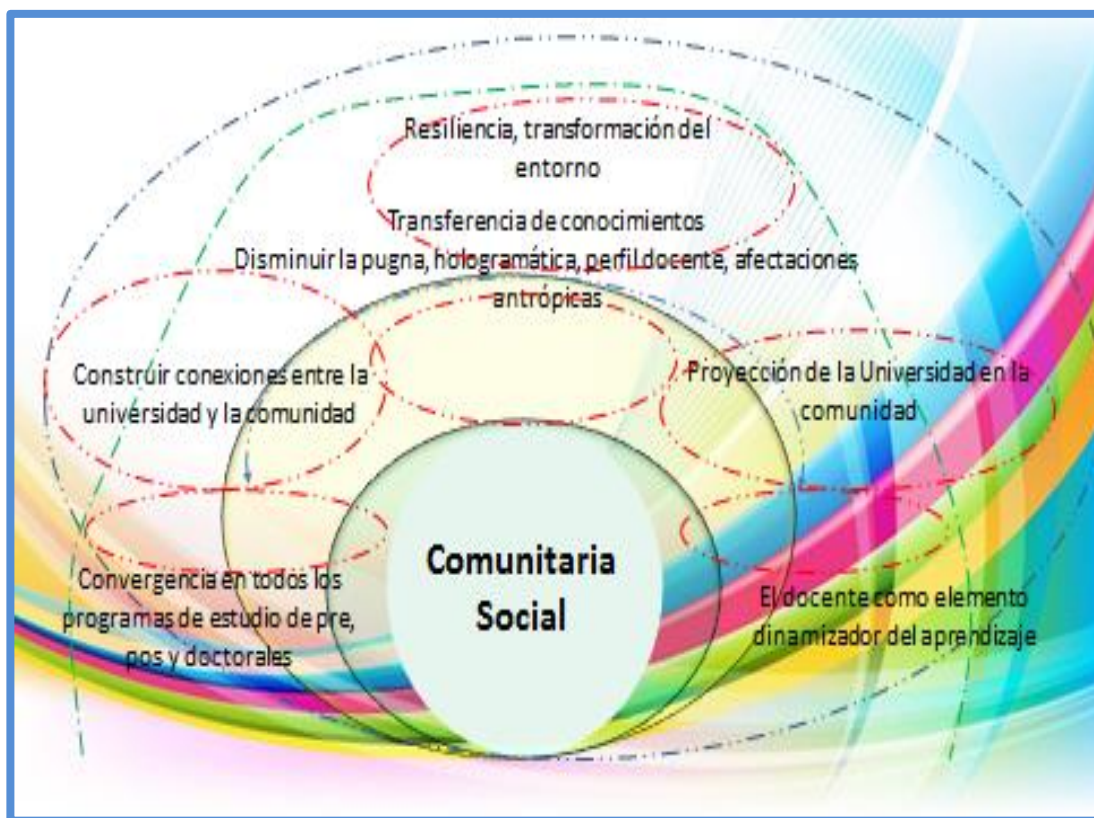 Resiliencia, transformación del
entorno
Transferencia de conocimientos
Disminuir la pugna, hologramática, perfil docente, afectaciones
antrópicas
Construir conexiones entre la
universidad y la comunidad
Proyección de la Universidad en la
comunidad
Comunitaria
Social
Convergencia en todos los
programas de estudio de pre,
pos y doctorales
El docente como elemento
dinamizador del aprendizaje